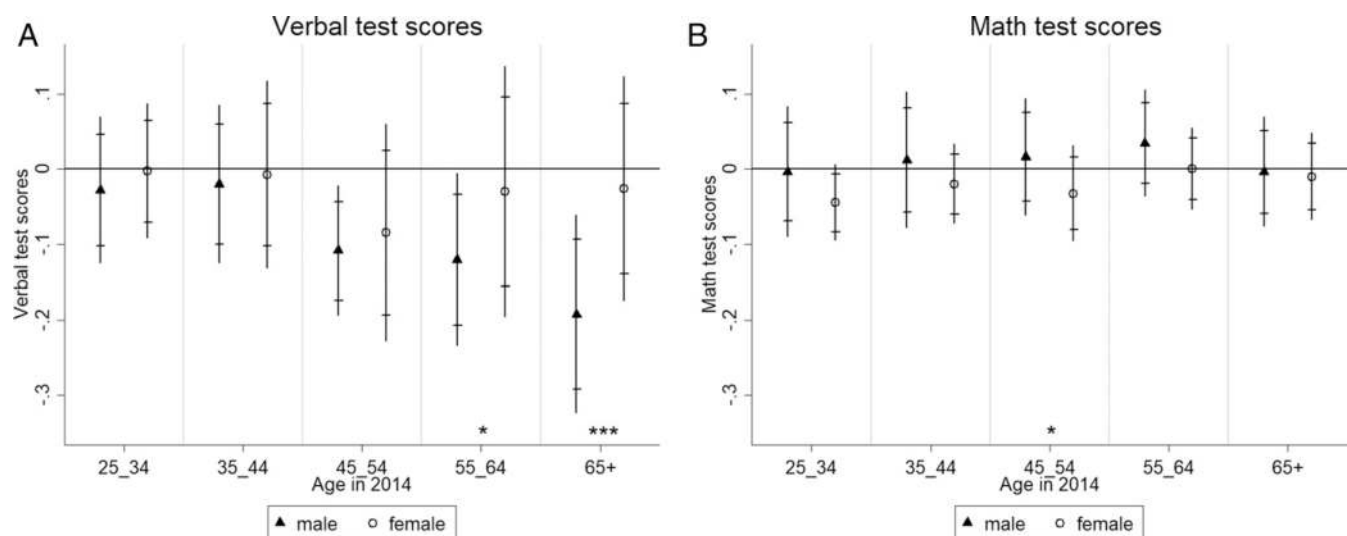 A
Verbal test scores
Verbal test scores
.1
0
-.1
-.2
-.3
* ***
25_34 35_44 45_54 55_64 65+
Age in 2014
male female
B
Math test scores
Math test scores
.1
0
-.1
-.2
-.3
*
25_34 35_44 45_54 55_64 65+
Age in 2014
male female